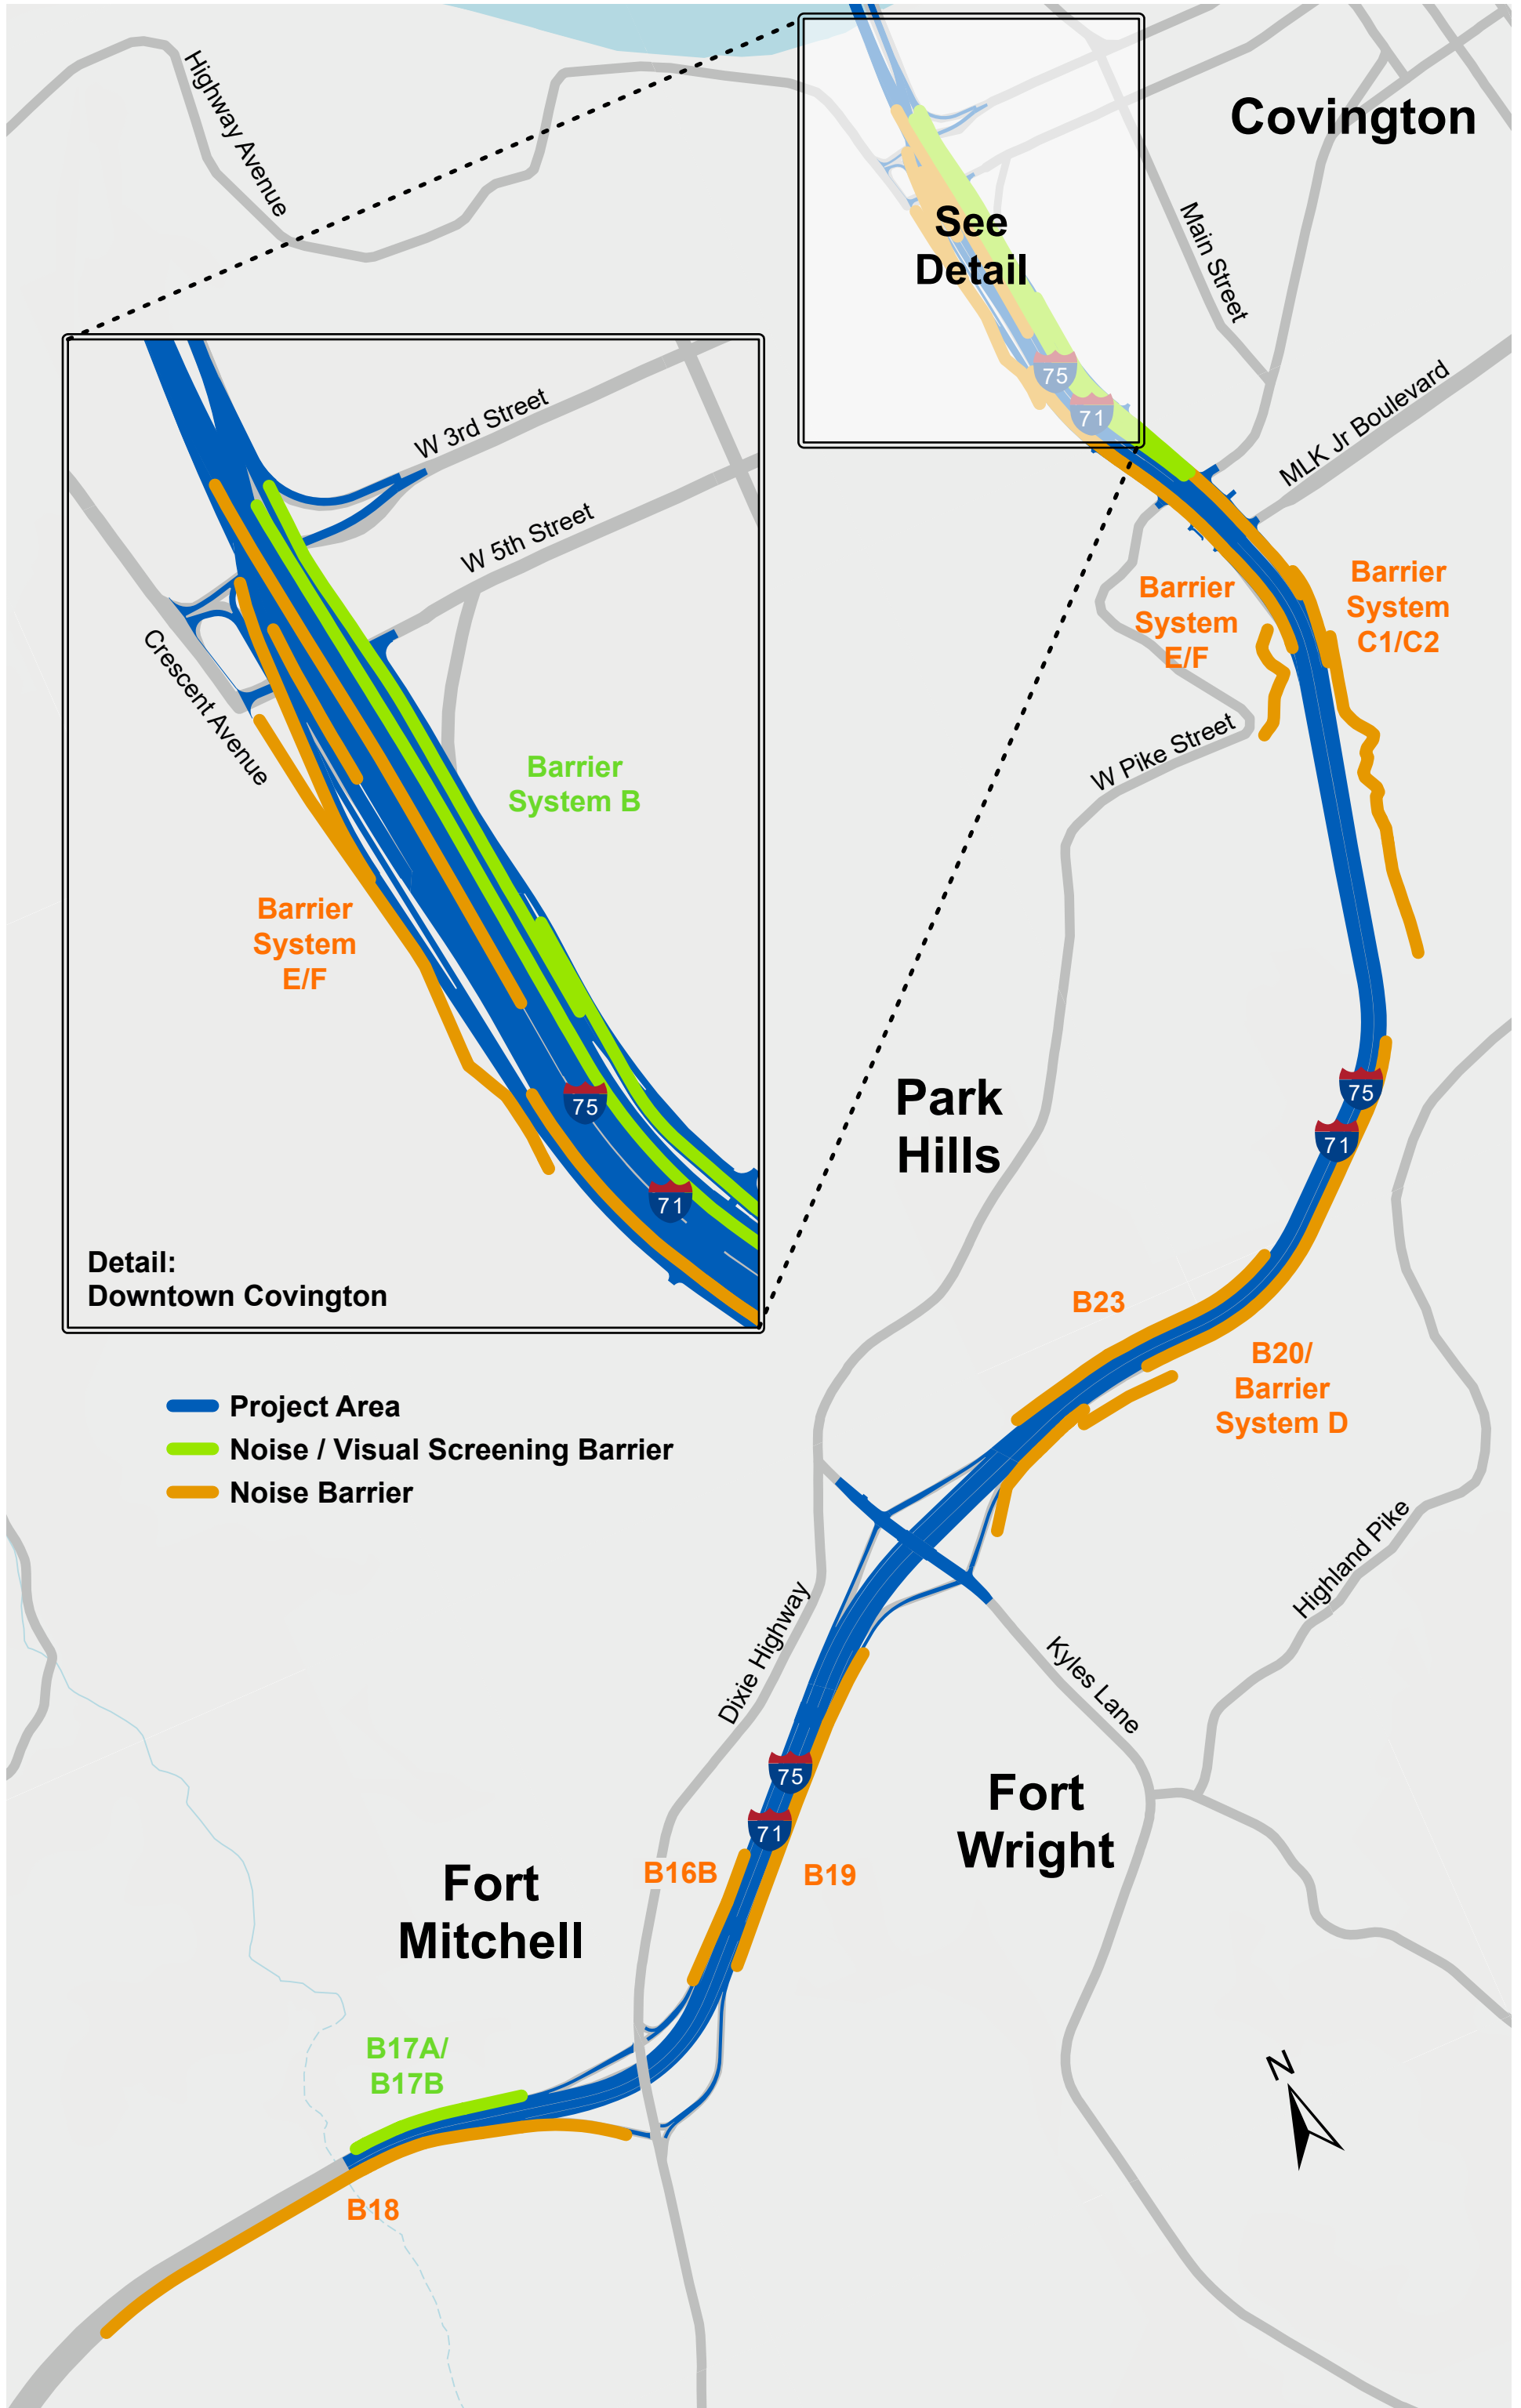 Highway Avenue
Covington
See
Detail
Main Street
75
71
MLK Jr Boulevard
W 3rd Street
W 5th Street
Crescent Avenue
Barrier
System B
Barrier
System
E/F
75
71
Detail:
Downtown Covington
Barrier
System
E/F
Barrier
System
C1/C2
W Pike Street
Park
Hills
75
71
B23
B20/
Barrier
System D
Project Area
Noise / Visual Screening Barrier
Noise Barrier
Highland Pike
Dixie Highway
Kyles Lane
75
71
Fort
Wright
B16B
B19
Fort
Mitchell
B17A/
B17B
B18
N